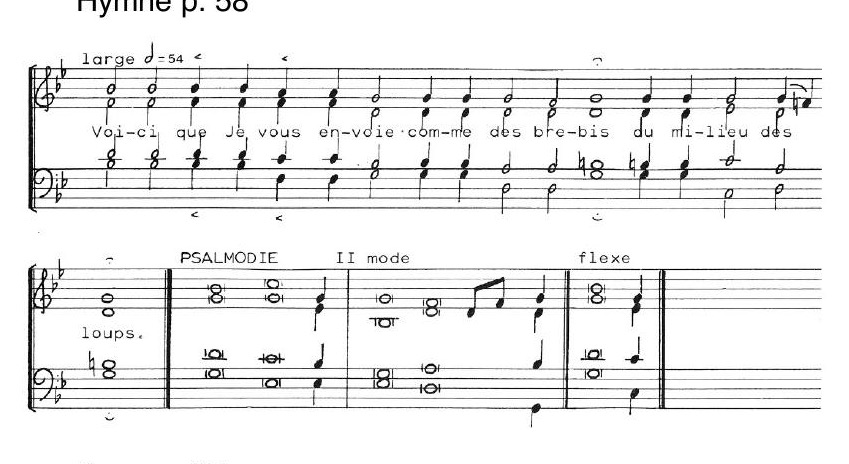 Hymne p. 58
large = 54
Voi-ci que Je vous en-voie com-me des bre-bis du mi-lieu des
PSALMODIE II mode flexe
loups.